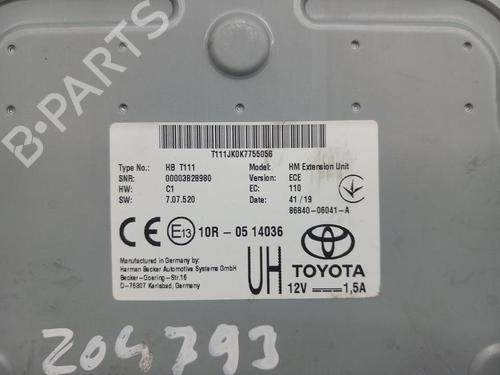 B-PARTS
T111JK0K7755056
Type No.: HB T111 Model: HM Extension Unit
SNR: 00003828980 Version: ECE
HW: C1 EC: 110
SW: 7.07.520 Date: 41 / 19
86840-06041-A
CE E13 10R - 05 14036
UH
TOYOTA
12V 1,5A
Manufactured in Germany by:
Harman Becker Automotive Systems GmbH
Becker-Goering-Str.16
D-76307 Karlsbad, Germany
204793